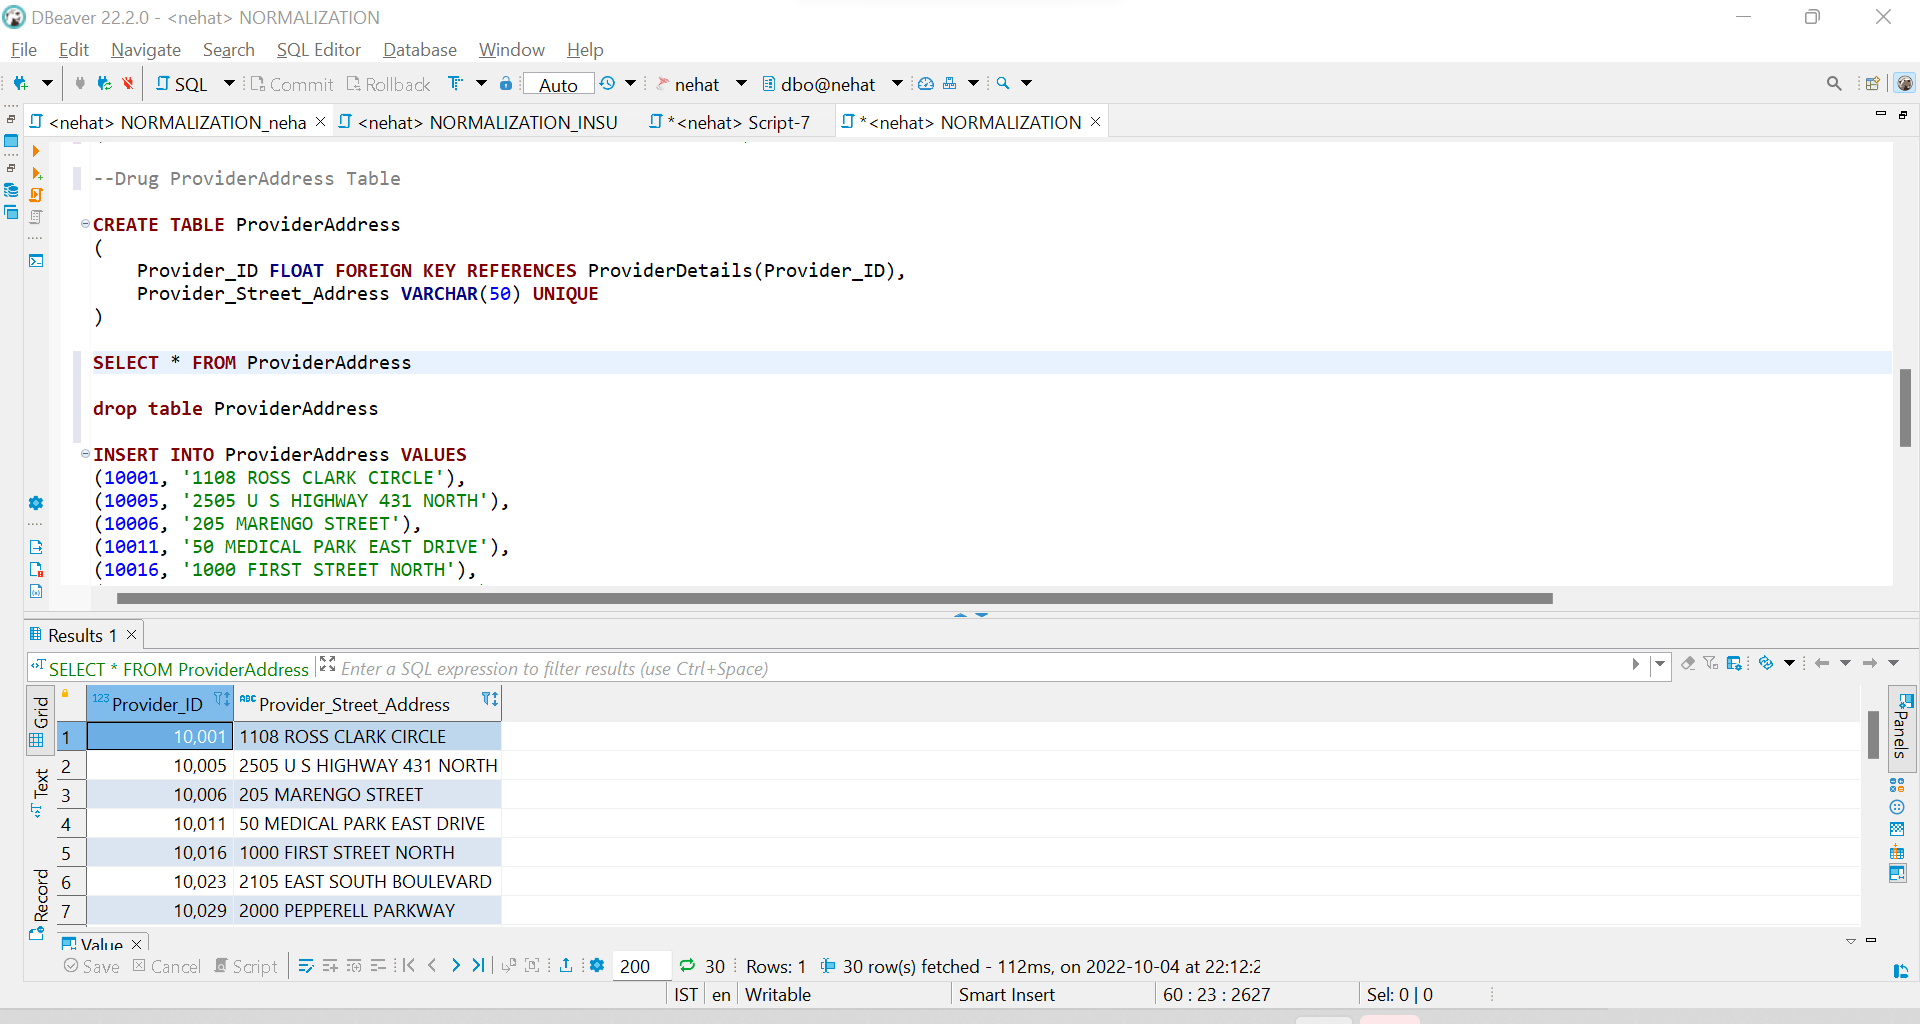 DBeaver 22.2.0 - <nehat> NORMALIZATION
File Edit Navigate Search SQL Editor Database Window Help
SQL Commit Rollback Auto nehat dbo@nehat
<nehat> NORMALIZATION_neha <nehat> NORMALIZATION_INSU *<nehat> Script-7 *<nehat> NORMALIZATION
--Drug ProviderAddress Table
CREATE TABLE ProviderAddress
(
Provider_ID FLOAT FOREIGN KEY REFERENCES ProviderDetails(Provider_ID),
Provider_Street_Address VARCHAR(50) UNIQUE
)
SELECT * FROM ProviderAddress
drop table ProviderAddress
INSERT INTO ProviderAddress VALUES
(10001, '1108 ROSS CLARK CIRCLE'),
(10005, '2505 U S HIGHWAY 431 NORTH'),
(10006, '205 MARENGO STREET'),
(10011, '50 MEDICAL PARK EAST DRIVE'),
(10016, '1000 FIRST STREET NORTH'),
Results 1
SELECT * FROM ProviderAddress Enter a SQL expression to filter results (use Ctrl+Space)
Grid
Text
Record
Panels
123 Provider_ID ABC Provider_Street_Address
1 10,001 1108 ROSS CLARK CIRCLE
2 10,005 2505 U S HIGHWAY 431 NORTH
3 10,006 205 MARENGO STREET
4 10,011 50 MEDICAL PARK EAST DRIVE
5 10,016 1000 FIRST STREET NORTH
6 10,023 2105 EAST SOUTH BOULEVARD
7 10,029 2000 PEPPERELL PARKWAY
Value
Save Cancel Script 200 30 Rows: 1 30 row(s) fetched - 112ms, on 2022-10-04 at 22:12:2
IST en Writable Smart Insert 60 : 23 : 2627 Sel: 0 | 0